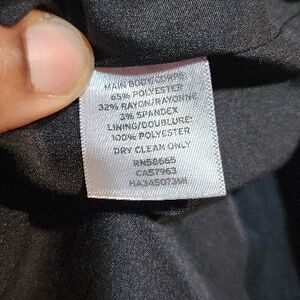 MAIN BODY/CORPS
65% POLYESTER
32% RAYON/RAYONNE
3% SPANDEX
LINING/DOUBLURE:
100% POLYESTER
DRY CLEAN ONLY
RN58665
CA57963
HA345073MI